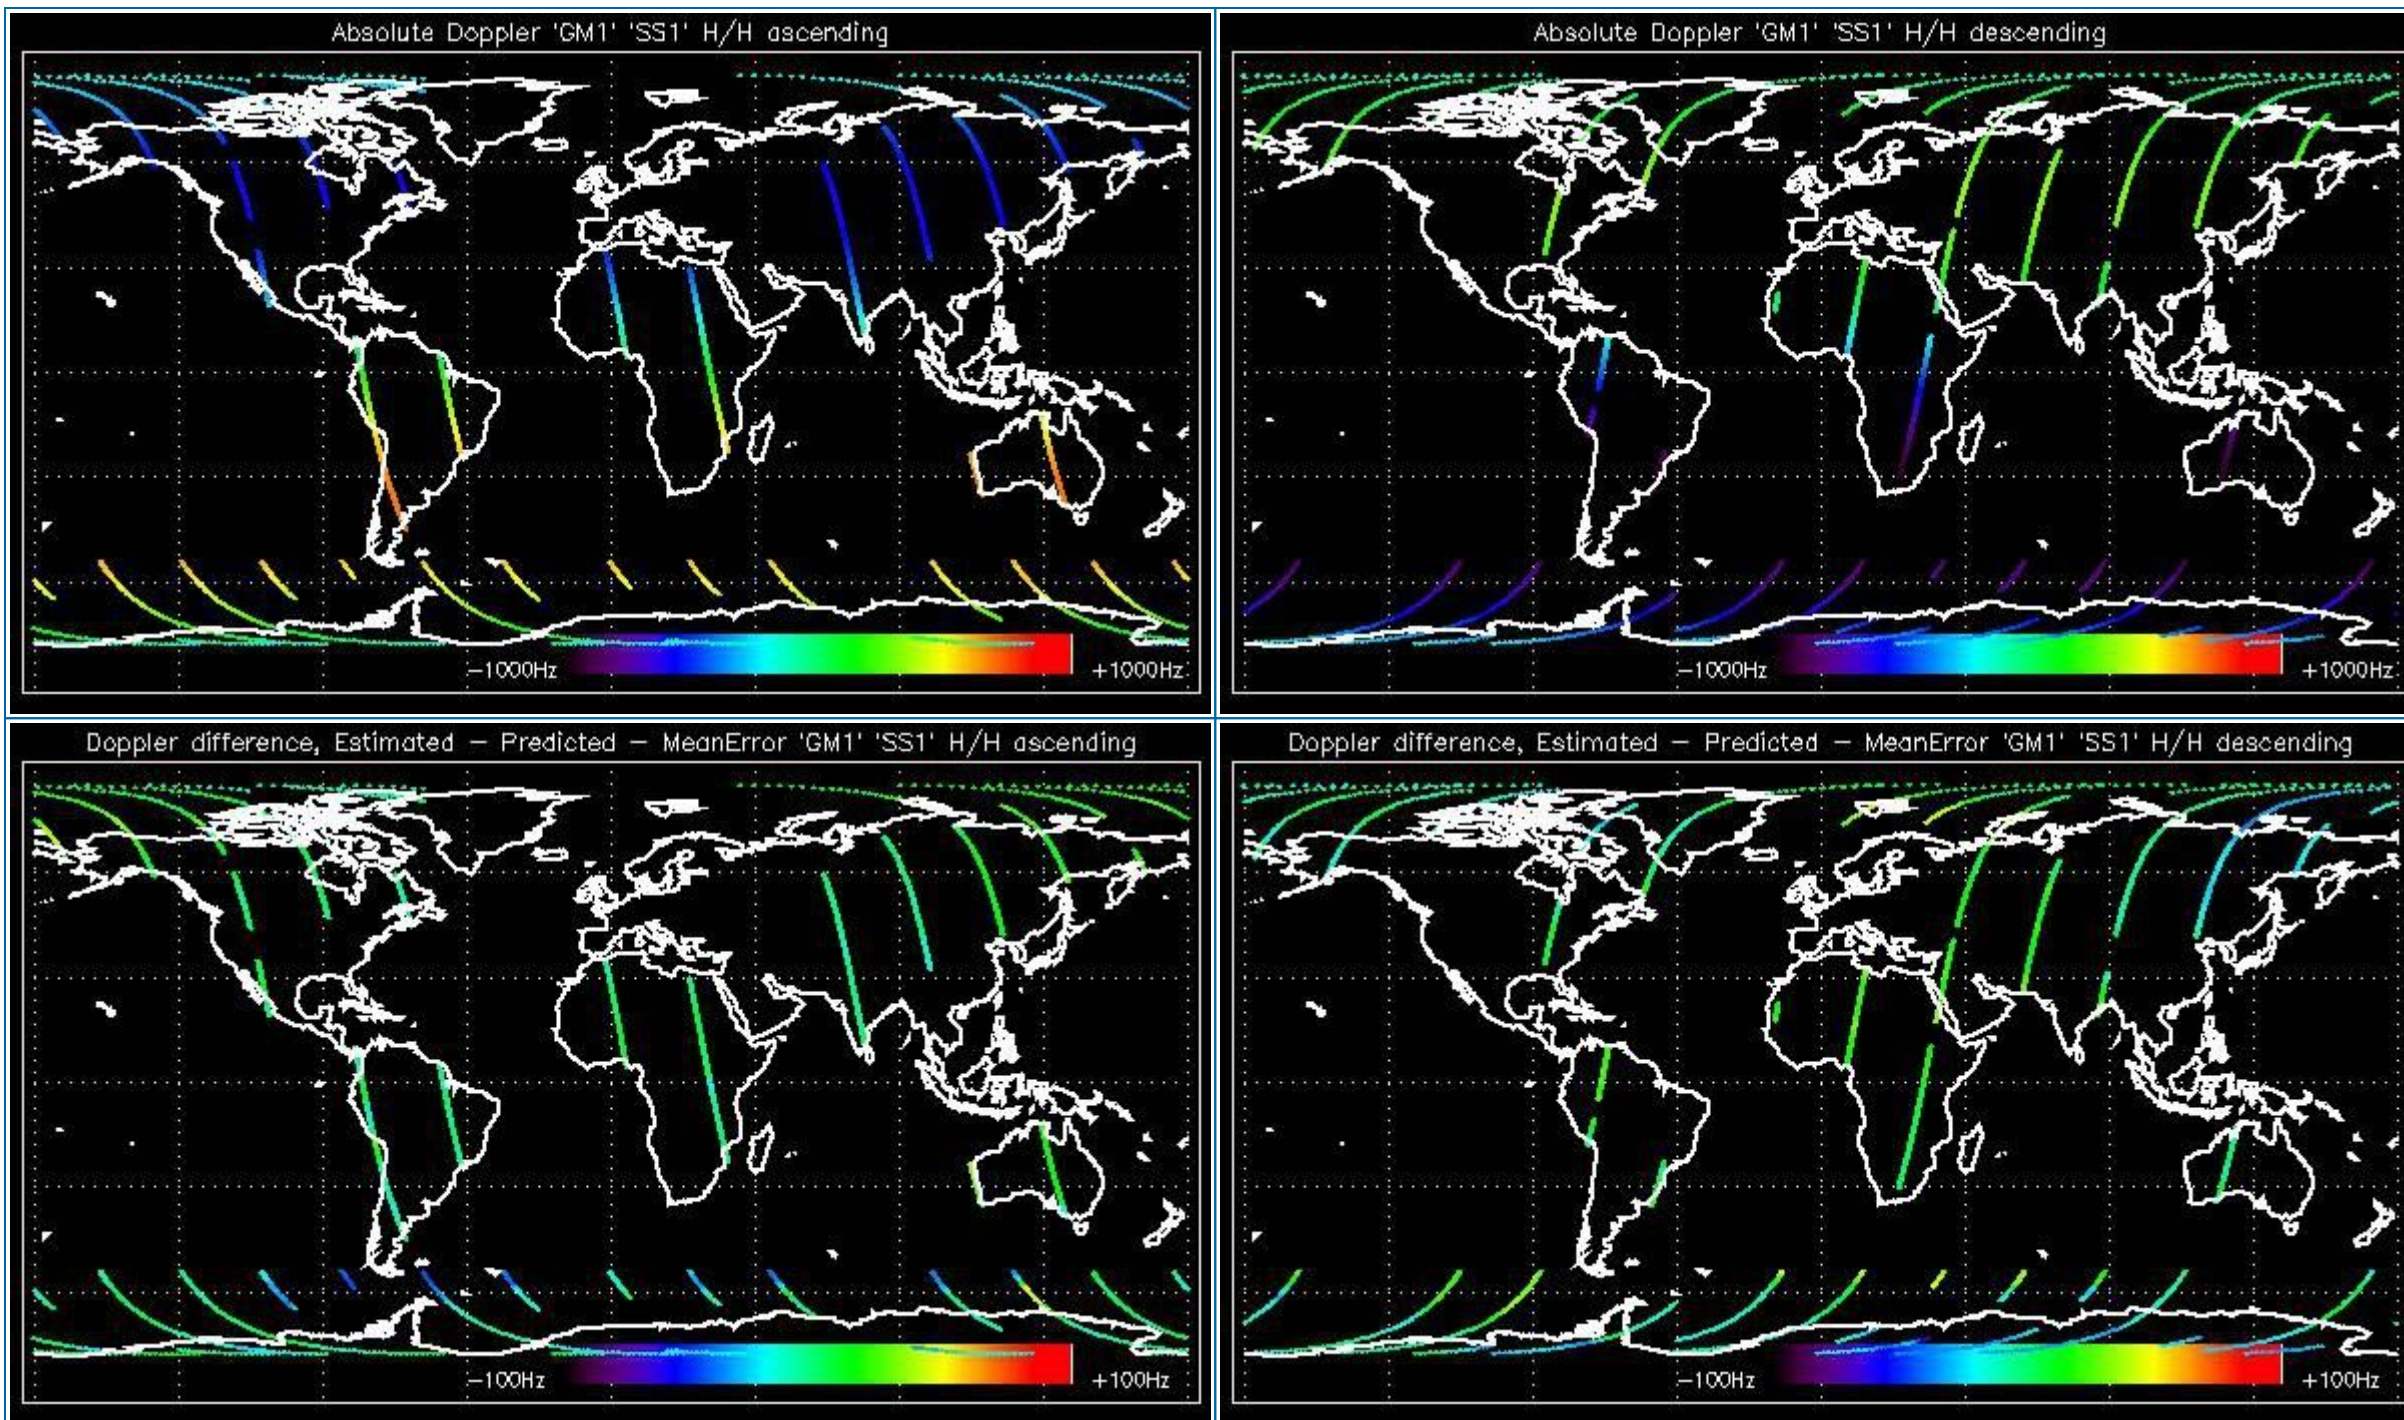 Absolute Doppler 'GM1' 'SS1' H/H ascending
-1000Hz
+1000Hz
Absolute Doppler 'GM1' 'SS1' H/H descending
-1000Hz
+1000Hz
Doppler difference, Estimated - Predicted - MeanError 'GM1' 'SS1' H/H ascending
-100Hz
+100Hz
Doppler difference, Estimated - Predicted - MeanError 'GM1' 'SS1' H/H descending
-100Hz
+100Hz